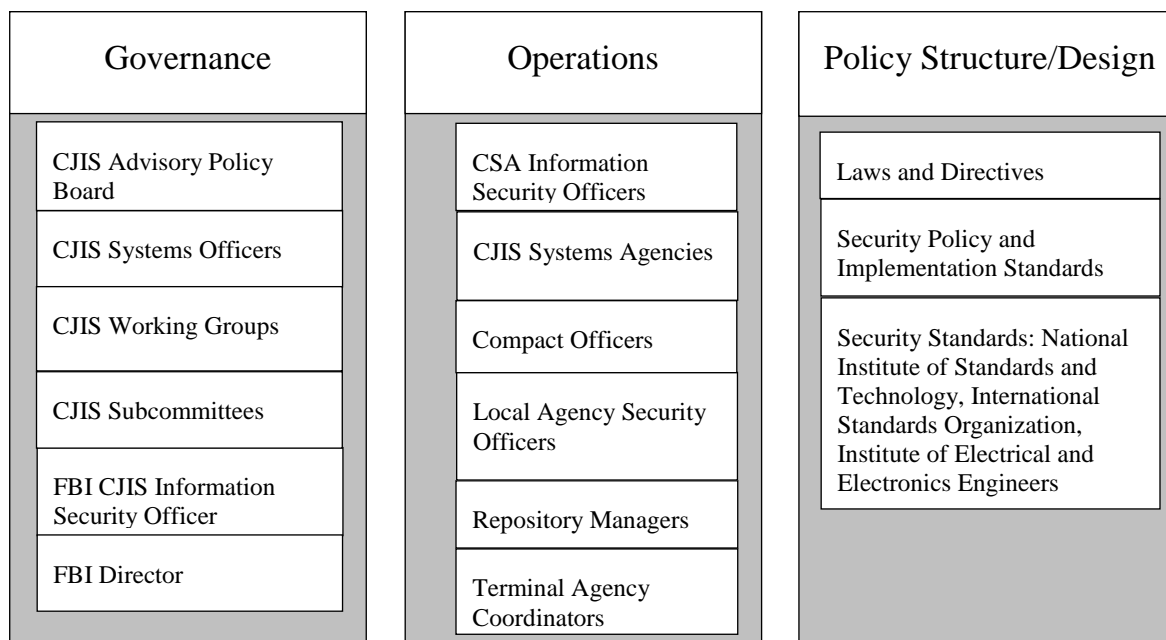 Governance
CJIS Advisory Policy
Board
CJIS Systems Officers
CJIS Working Groups
CJIS Subcommittees
FBI CJIS Information
Security Officer
FBI Director
Operations
CSA Information
Security Officers
CJIS Systems Agencies
Compact Officers
Local Agency Security
Officers
Repository Managers
Terminal Agency
Coordinators
Policy Structure/Design
Laws and Directives
Security Policy and
Implementation Standards
Security Standards: National
Institute of Standards and
Technology, International
Standards Organization,
Institute of Electrical and
Electronics Engineers